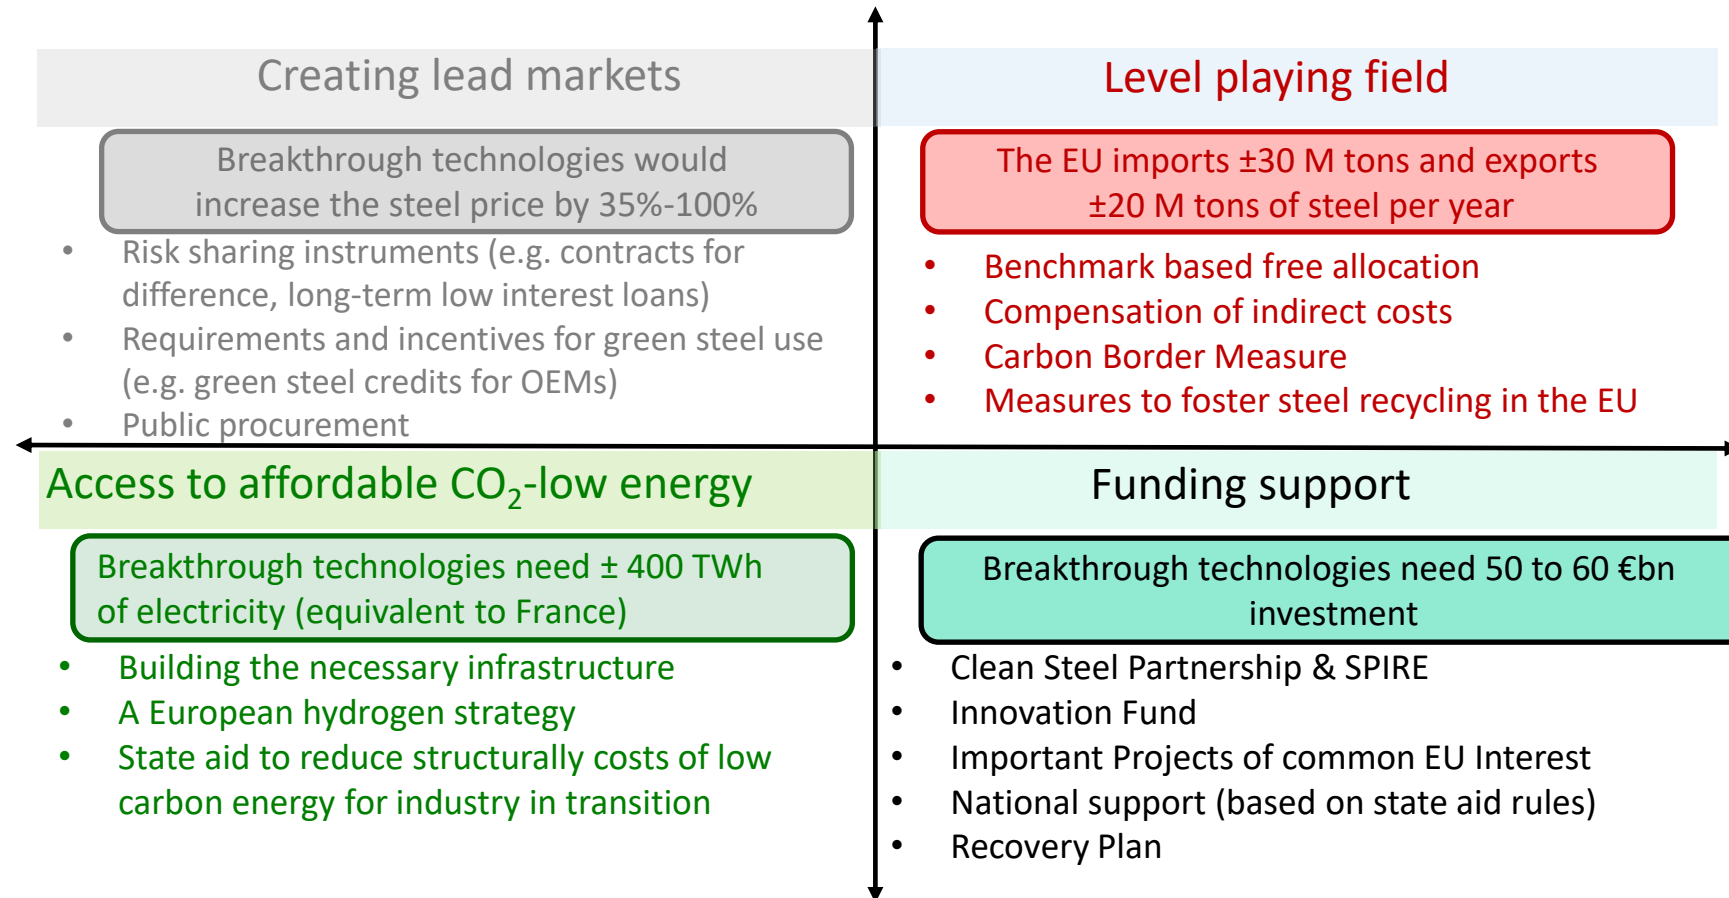 Creating lead markets
Breakthrough technologies would
increase the steel price by 35%-100%
• Risk sharing instruments (e.g. contracts for
difference, long-term low interest loans)
• Requirements and incentives for green steel use
(e.g. green steel credits for OEMs)
• Public procurement
Level playing field
The EU imports ±30 M tons and exports
±20 M tons of steel per year
• Benchmark based free allocation
• Compensation of indirect costs
• Carbon Border Measure
• Measures to foster steel recycling in the EU
Access to affordable CO₂-low energy
Breakthrough technologies need ± 400 TWh
of electricity (equivalent to France)
• Building the necessary infrastructure
• A European hydrogen strategy
• State aid to reduce structurally costs of low
carbon energy for industry in transition
Funding support
Breakthrough technologies need 50 to 60 €bn
investment
• Clean Steel Partnership & SPIRE
• Innovation Fund
• Important Projects of common EU Interest
• National support (based on state aid rules)
• Recovery Plan